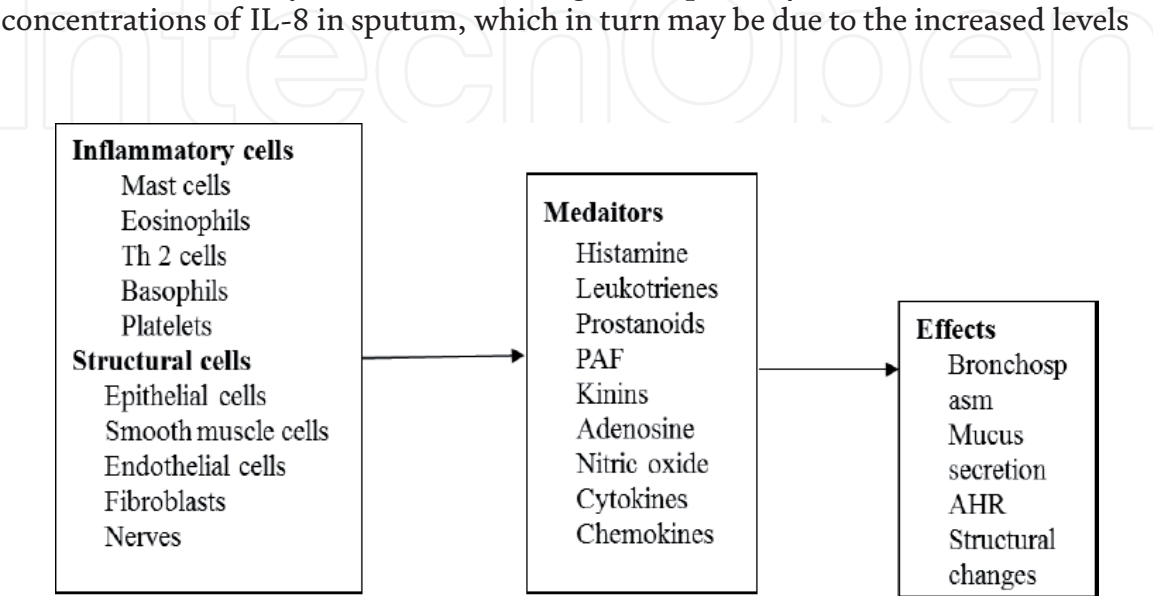 concentrations of IL-8 in sputum, which in turn may be due to the increased levels
IntechOpen
Inflammatory cells
Mast cells
Eosinophils
Th 2 cells
Basophils
Platelets
Structural cells
Epithelial cells
Smooth muscle cells
Endothelial cells
Fibroblasts
Nerves
Medaitors
Histamine
Leukotrienes
Prostanoids
PAF
Kinins
Adenosine
Nitric oxide
Cytokines
Chemokines
Effects
Bronchosp
asm
Mucus
secretion
AHR
Structural
changes